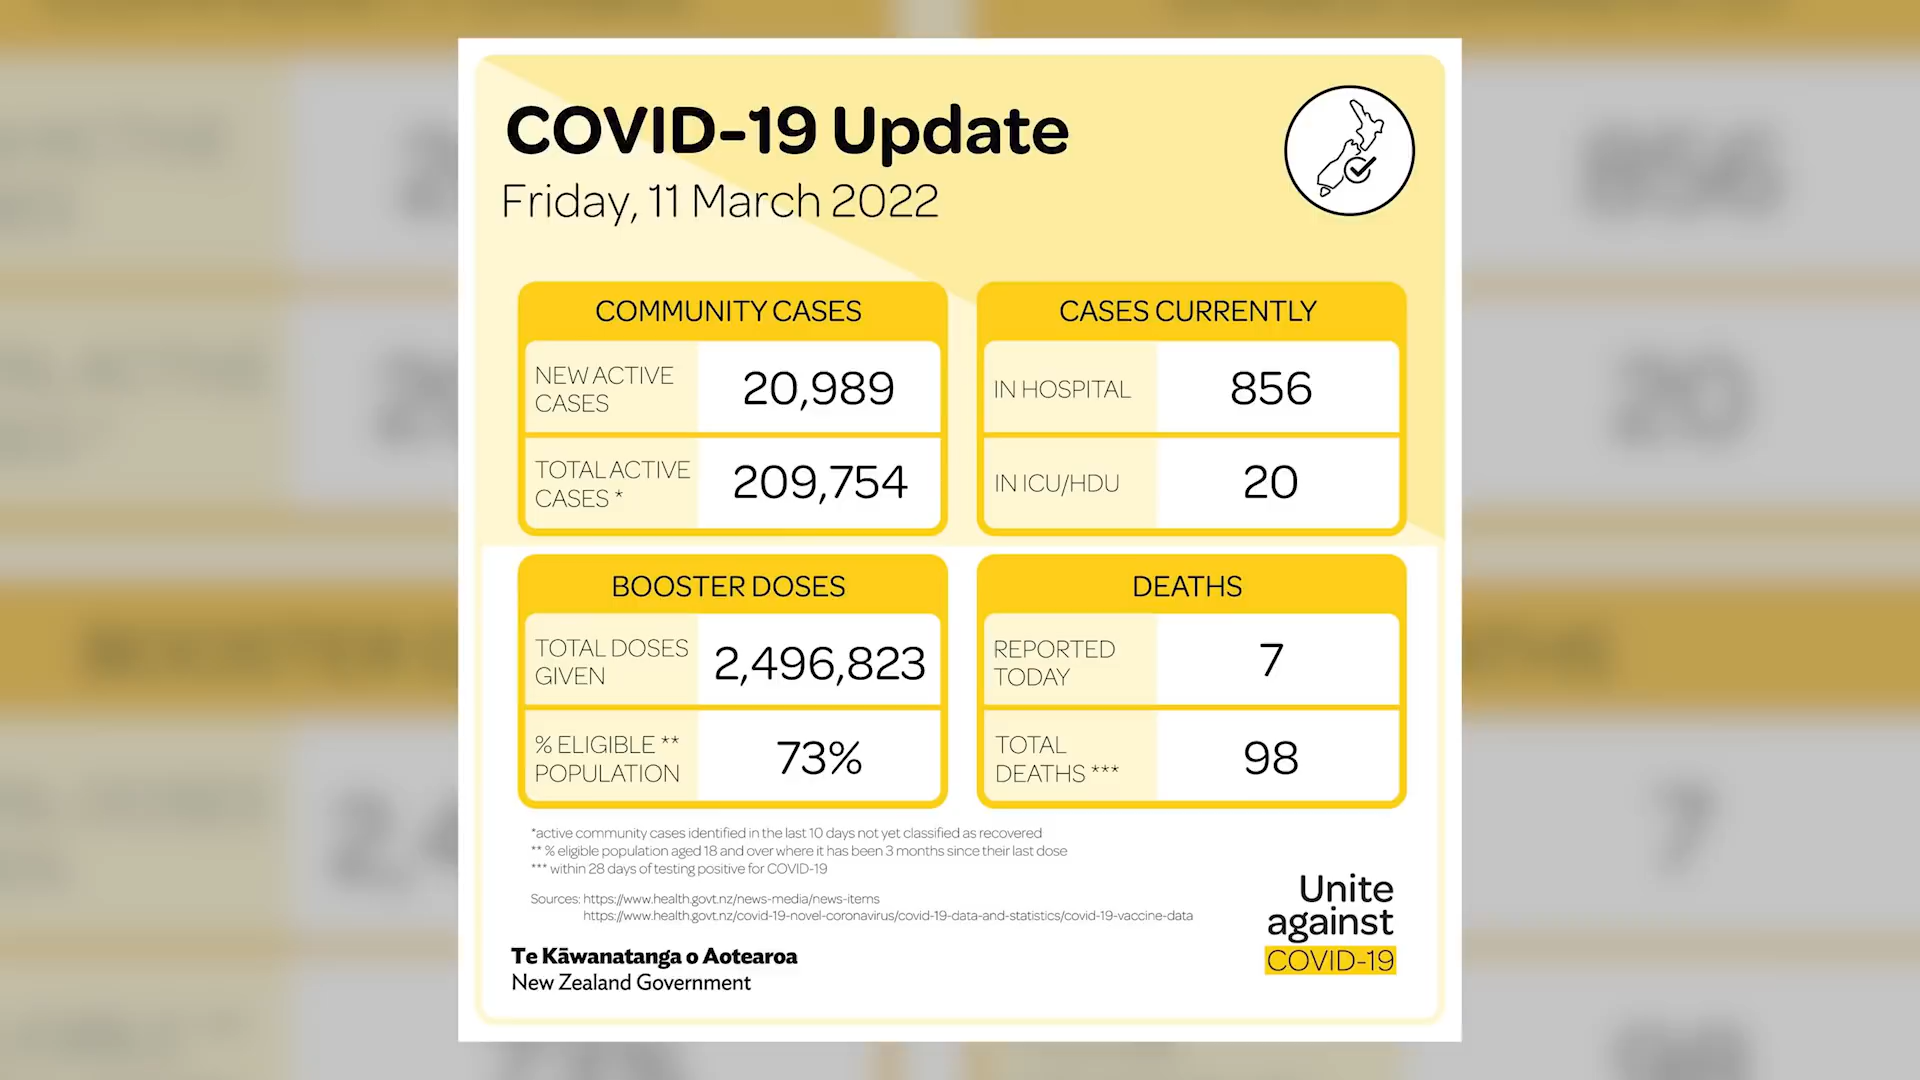 COVID-19 Update
Friday, 11 March 2022
COMMUNITY CASES
NEW ACTIVE
CASES
20,989
TOTAL ACTIVE
CASES *
209,754
CASES CURRENTLY
IN HOSPITAL
856
IN ICU/HDU
20
BOOSTER DOSES
TOTAL DOSES
GIVEN
2,496,823
% ELIGIBLE **
POPULATION
73%
DEATHS
REPORTED
TODAY
7
TOTAL
DEATHS ***
98
*active community cases identified in the last 10 days not yet classified as recovered
** % eligible population aged 18 and over where it has been 3 months since their last dose
*** within 28 days of testing positive for COVID-19
Sources: https://www.health.govt.nz/news-media/news-items
https://www.health.govt.nz/covid-19-novel-coronavirus/covid-19-data-and-statistics/covid-19-vaccine-data
Te Kāwanatanga o Aotearoa
New Zealand Government
Unite
against
COVID-19
856
20
7
98